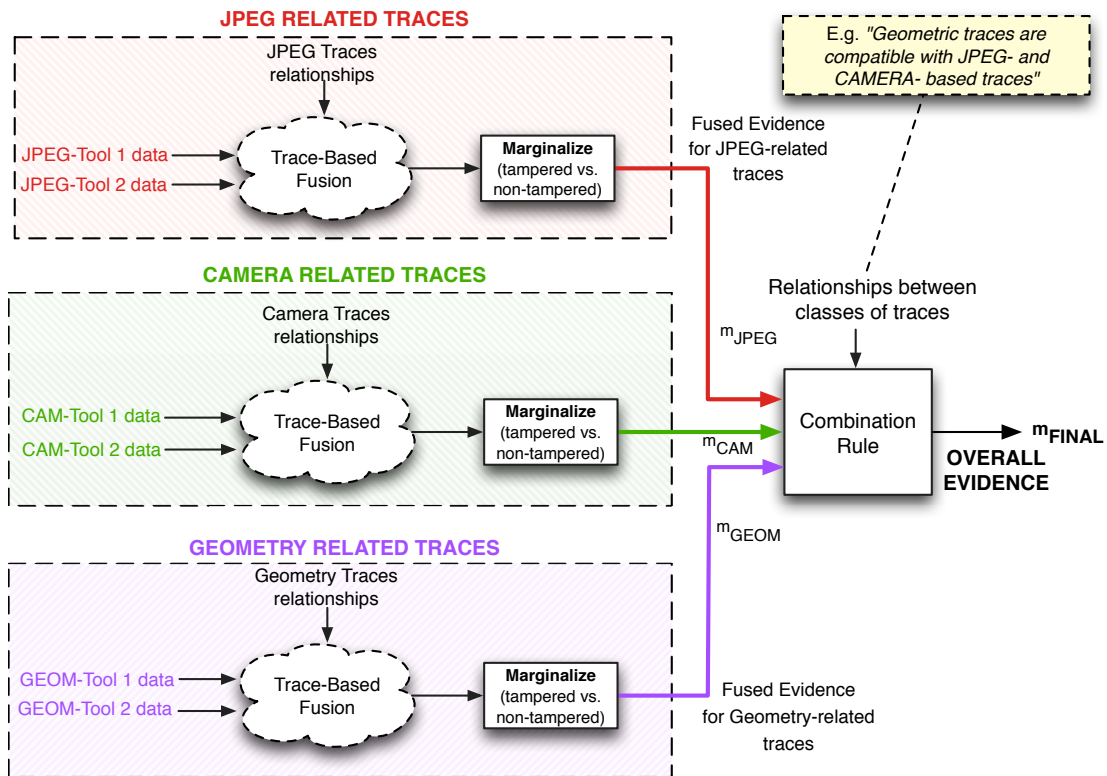 JPEG RELATED TRACES
JPEG Traces
relationships
JPEG-Tool 1 data
JPEG-Tool 2 data
Trace-Based
Fusion
Marginalize
(tampered vs.
non-tampered)
Fused Evidence
for JPEG-related
traces
E.g. "Geometric traces are
compatible with JPEG- and
CAMERA- based traces"
CAMERA RELATED TRACES
Camera Traces
relationships
CAM-Tool 1 data
CAM-Tool 2 data
Trace-Based
Fusion
Marginalize
(tampered vs.
non-tampered)
mJPEG
mCAM
mGEOM
Relationships between
classes of traces
Combination
Rule
mFINAL
OVERALL
EVIDENCE
GEOMETRY RELATED TRACES
Geometry Traces
relationships
GEOM-Tool 1 data
GEOM-Tool 2 data
Trace-Based
Fusion
Marginalize
(tampered vs.
non-tampered)
Fused Evidence
for Geometry-related
traces